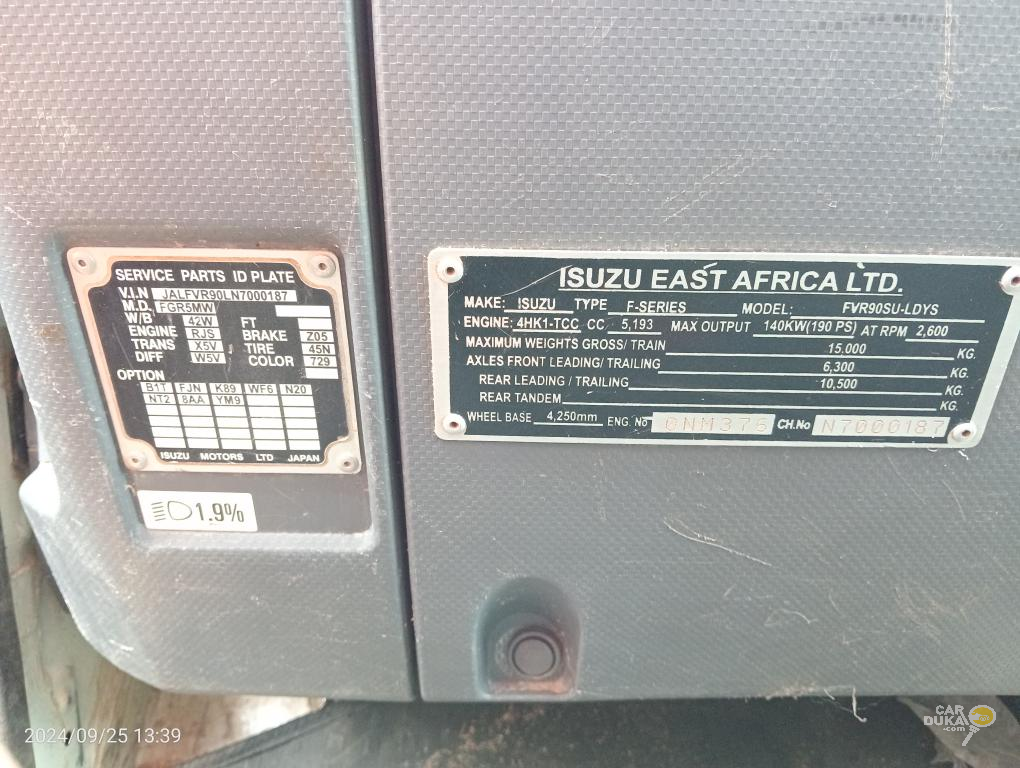 SERVICE PARTS ID PLATE
V.I.N JALFVR90LN7000187
M.D. FGR5MW
W/B 42W FT
ENGINE RJS BRAKE Z05
TRANS X5V TIRE 45N
DIFF W5V COLOR 729
OPTION
B1T FJN K89 WF6 N20
NT2 8AA YM9
ISUZU MOTORS LTD JAPAN
1.9%
ISUZU EAST AFRICA LTD.
MAKE: ISUZU TYPE F-SERIES MODEL: FVR90SU-LDYS
ENGINE: 4HK1-TCC CC 5,193 MAX OUTPUT 140KW(190 PS) AT RPM 2,600
MAXIMUM WEIGHTS GROSS/ TRAIN 15.000 KG.
AXLES FRONT LEADING/ TRAILING 6,300 KG.
REAR LEADING / TRAILING 10,500 KG.
REAR TANDEM KG.
WHEEL BASE 4,250mm ENG. NO 0NM376 CH.No N7000187
2024/09/25 13:39
CAR
DUKA
.com